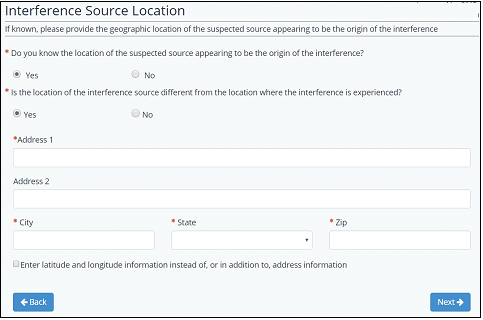 Interference Source Location
If known, please provide the geographic location of the suspected source appearing to be the origin of the interference
* Do you know the location of the suspected source appearing to be the origin of the interference?
Yes No
* Is the location of the interference source different from the location where the interference is experienced?
Yes No
*Address 1
Address 2
* City * State * Zip
Enter latitude and longitude information instead of, or in addition to, address information
Back Next